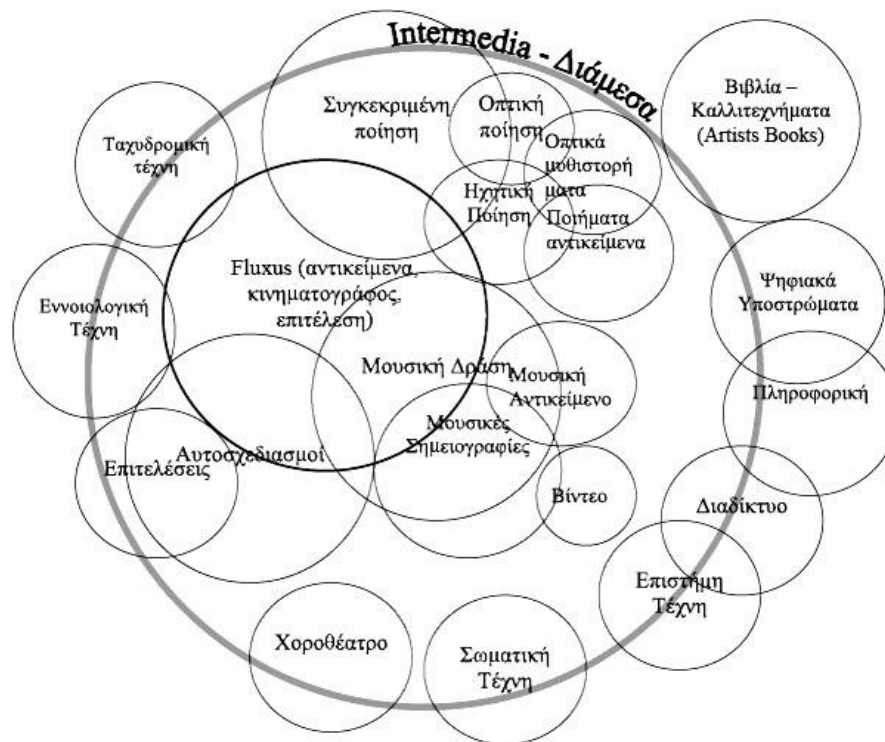 Intermedia - Διάμεσα
Βιβλία –
Καλλιτεχνήματα
(Artists Books)
Συγκεκριμένη
ποίηση
Οπτική
ποίηση
Ταχυδρομική
τέχνη
Οπτικά
μυθιστορή
ματα
Ηχητική
Ποίηση
Ποιήματα
αντικείμενα
Fluxus (αντικείμενα,
κινηματογράφος,
επιτέλεση)
Ψηφιακά
Υποστρώματα
Εννοιολογική
Τέχνη
Μουσική Δράση
Μουσική
Αντικείμενο
Πληροφορική
Μουσικές
Σημειογραφίες
Αυτοσχεδιασμοί
Επιτελέσεις
Βίντεο
Διαδίκτυο
Επιστήμη
Τέχνη
Χοροθέατρο
Σωματική
Τέχνη